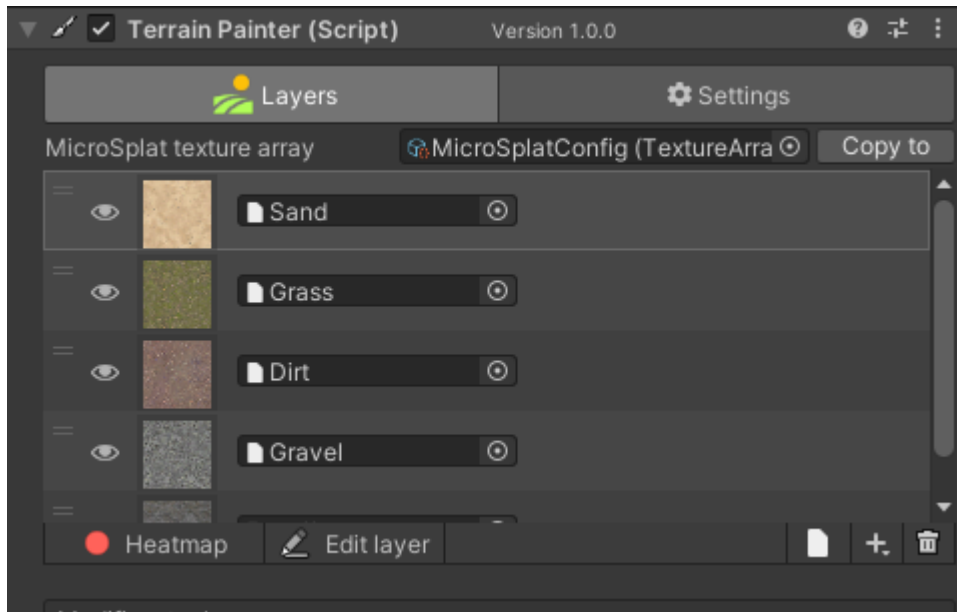 Terrain Painter (Script) Version 1.0.0
Layers Settings
MicroSplat texture array MicroSplatConfig (TextureArra Copy to
Sand
Grass
Dirt
Gravel
Heatmap Edit layer